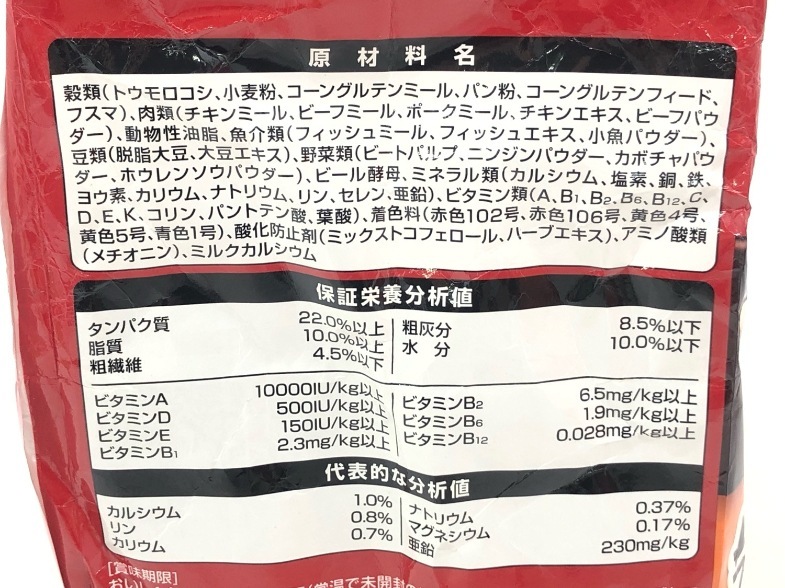 原材料名
穀類(トウモロコシ、小麦粉、コーングルテンミール、パン粉、コーングルテンフィード、
フスマ)、肉類(チキンミール、ビーフミール、ポークミール、チキンエキス、ビーフパウ
ダー)、動物性油脂、魚介類(フィッシュミール、フィッシュエキス、小魚パウダー)、
豆類(脱脂大豆、大豆エキス)、野菜類(ビートパルプ、ニンジンパウダー、カボチャパウ
ダー、ホウレンソウパウダー)、ビール酵母、ミネラル類(カルシウム、塩素、銅、鉄、
ヨウ素、カリウム、ナトリウム、リン、セレン、亜鉛)、ビタミン類(A、B1、B2、B6、B12、C、
D、E、K、コリン、パントテン酸、葉酸)、着色料(赤色102号、赤色106号、黄色4号、
黄色5号、青色1号)、酸化防止剤(ミックストコフェロール、ハーブエキス)、アミノ酸類
(メチオニン)、ミルクカルシウム
保証栄養分析値
タンパク質 22.0%以上 粗灰分 8.5%以下
脂質 10.0%以上 水 分 10.0%以下
粗繊維 4.5%以下
ビタミンA 10000IU/kg以上 ビタミンB2 6.5mg/kg以上
ビタミンD 500IU/kg以上 ビタミンB6 1.9mg/kg以上
ビタミンE 150IU/kg以上 ビタミンB12 0.028mg/kg以上
ビタミンB1 2.3mg/kg以上
代表的な分析値
カルシウム 1.0% ナトリウム 0.37%
リン 0.8% マグネシウム 0.17%
カリウム 0.7% 亜鉛 230mg/kg
[賞味期限]
おいし
(常温で未開封の